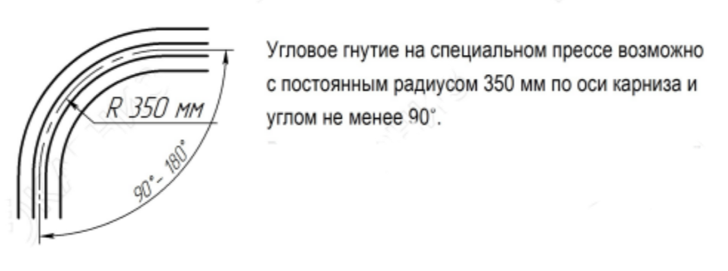 Угловое гнутие на специальном прессе возможно
с постоянным радиусом 350 мм по оси карниза и
углом не менее 90°.
R 350 мм
90°- 180°